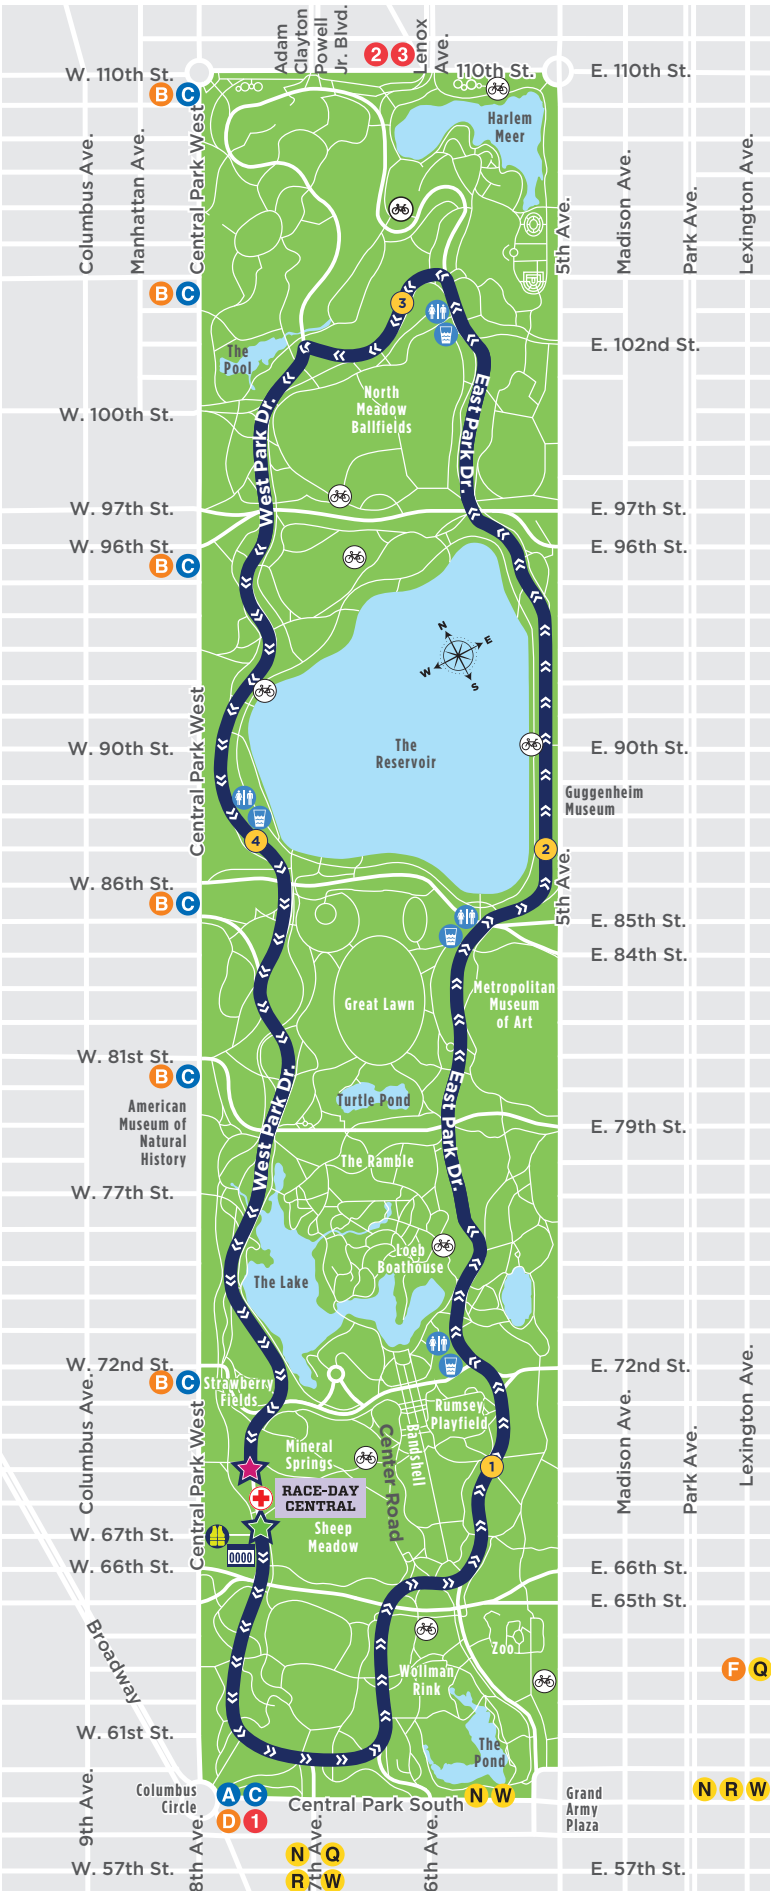 Adam
Clayton
Powell
Jr. Blvd.
2 3
Lenox
Ave.
W. 110th St.
110th St.
E. 110th St.
B C
Harlem
Meer
Columbus Ave.
Manhattan Ave.
Central Park West
5th Ave.
Madison Ave.
Park Ave.
Lexington Ave.
B C
3
The
Pool
E. 102nd St.
North
Meadow
Ballfields
West Park Dr.
East Park Dr.
W. 100th St.
W. 97th St.
E. 97th St.
W. 96th St.
E. 96th St.
B C
N
E
W
S
Central Park West
W. 90th St.
The
Reservoir
E. 90th St.
Guggenheim
Museum
4
2
5th Ave.
W. 86th St.
B C
E. 85th St.
E. 84th St.
Great Lawn
Metropolitan
Museum
of Art
W. 81st St.
B C
American
Museum of
Natural
History
West Park Dr.
East Park Dr.
Turtle Pond
E. 79th St.
The Ramble
W. 77th St.
Loeb
Boathouse
The Lake
W. 72nd St.
E. 72nd St.
B C
Strawberry
Fields
Rumsey
Playfield
Columbus Ave.
Central Park West
Mineral
Springs
Center Road
Bandshell
1
Madison Ave.
Park Ave.
Lexington Ave.
RACE-DAY
CENTRAL
Sheep
Meadow
W. 67th St.
0000
W. 66th St.
E. 66th St.
E. 65th St.
Broadway
Zoo
Wollman
Rink
F Q
W. 61st St.
The
Pond
Columbus
Circle
A C
D 1
Central Park South
N W
Grand
Army
Plaza
N R W
9th Ave.
8th Ave.
7th Ave.
6th Ave.
N Q
R W
W. 57th St.
E. 57th St.